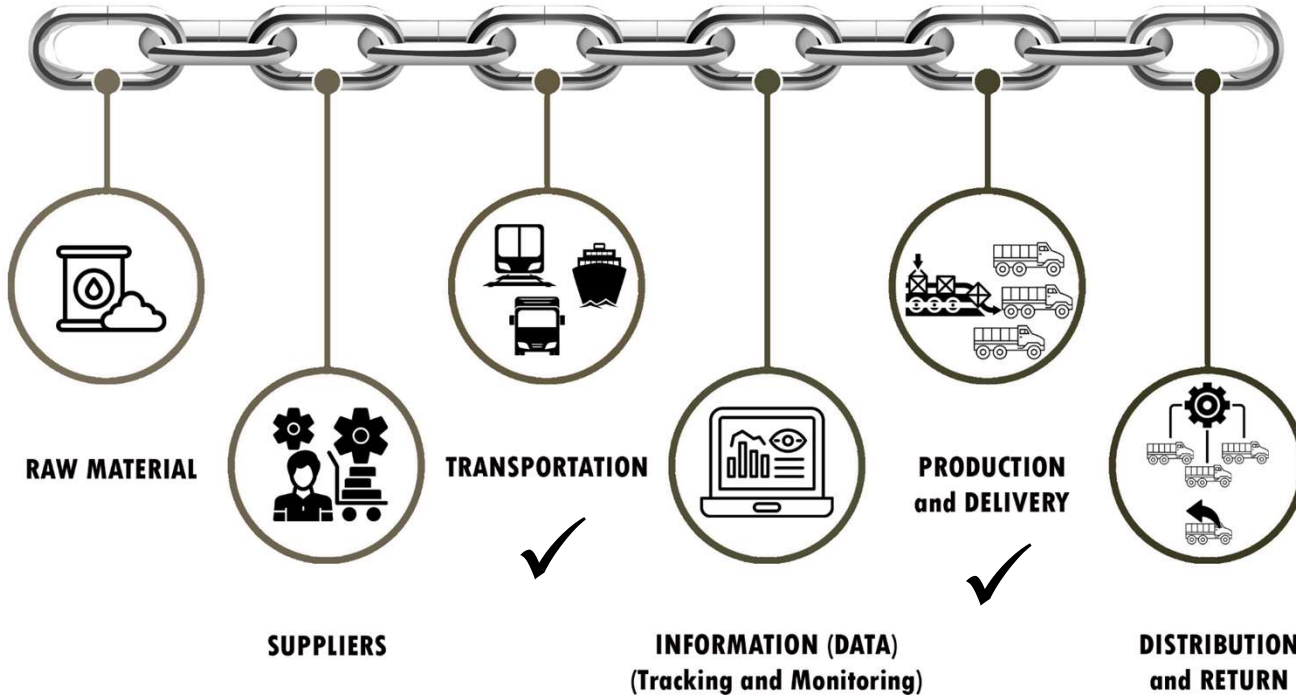 RAW MATERIAL
SUPPLIERS
TRANSPORTATION
INFORMATION (DATA)
(Tracking and Monitoring)
PRODUCTION
and DELIVERY
DISTRIBUTION
and RETURN